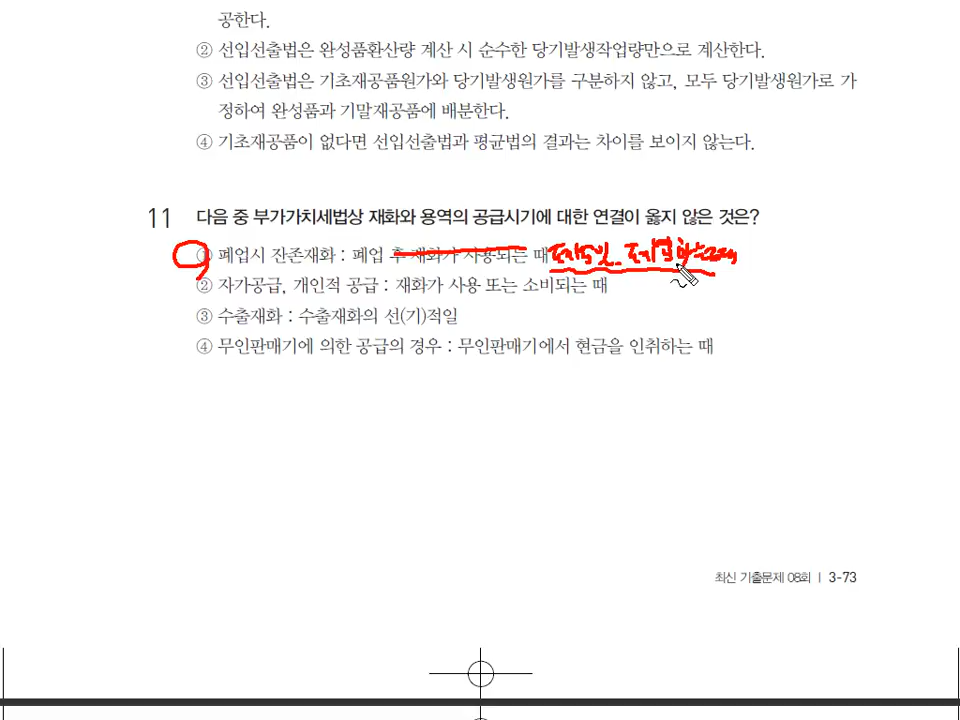 공한다.
② 선입선출법은 완성품환산량 계산 시 순수한 당기발생작업량만으로 계산한다.
③ 선입선출법은 기초재공품원가와 당기발생원가를 구분하지 않고, 모두 당기발생원가로 가
정하여 완성품과 기말재공품에 배분한다.
④ 기초재공품이 없다면 선입선출법과 평균법의 결과는 차이를 보이지 않는다.
11 다음 중 부가가치세법상 재화와 용역의 공급시기에 대한 연결이 옳지 않은 것은?
① 폐업시 잔존재화 : 폐업 후 재화가 사용되는 때
② 자가공급, 개인적 공급 : 재화가 사용 또는 소비되는 때
③ 수출재화 : 수출재화의 선(기)적일
④ 무인판매기에 의한 공급의 경우 : 무인판매기에서 현금을 인취하는 때
최신 기출문제 08회 | 3-73